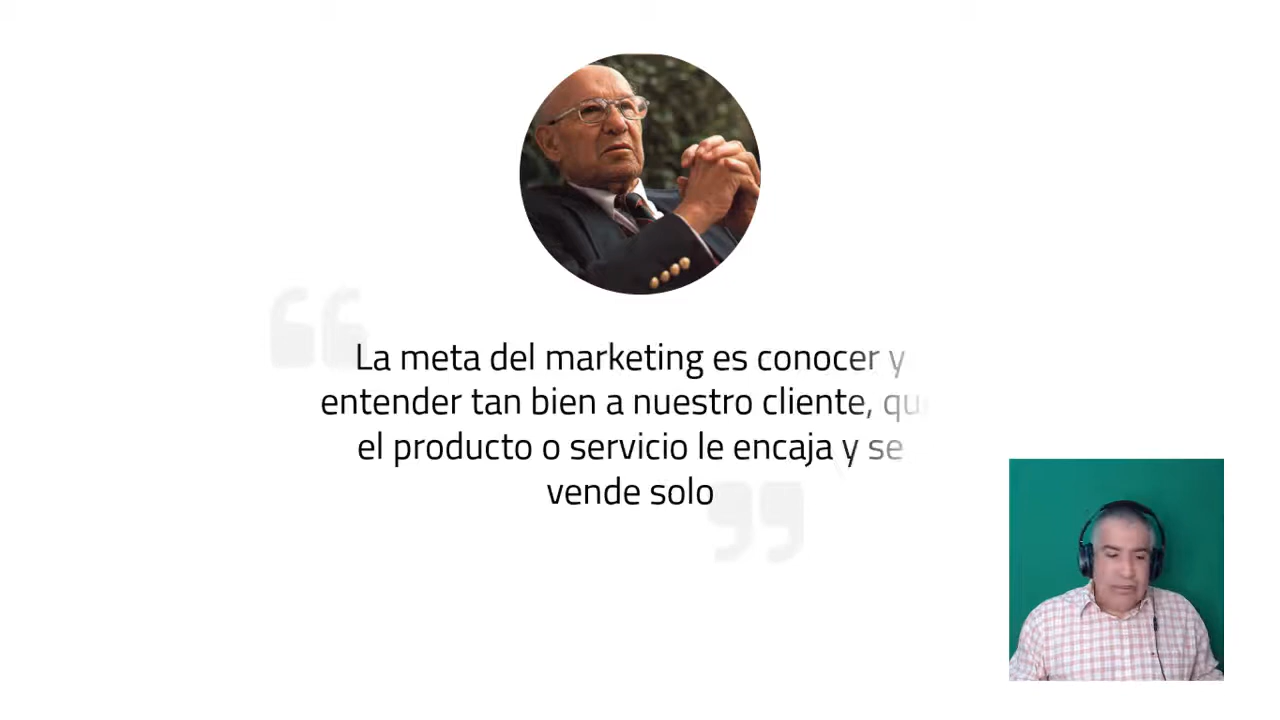 La meta del marketing es conocer y
entender tan bien a nuestro cliente, que
el producto o servicio le encaja y se
vende solo